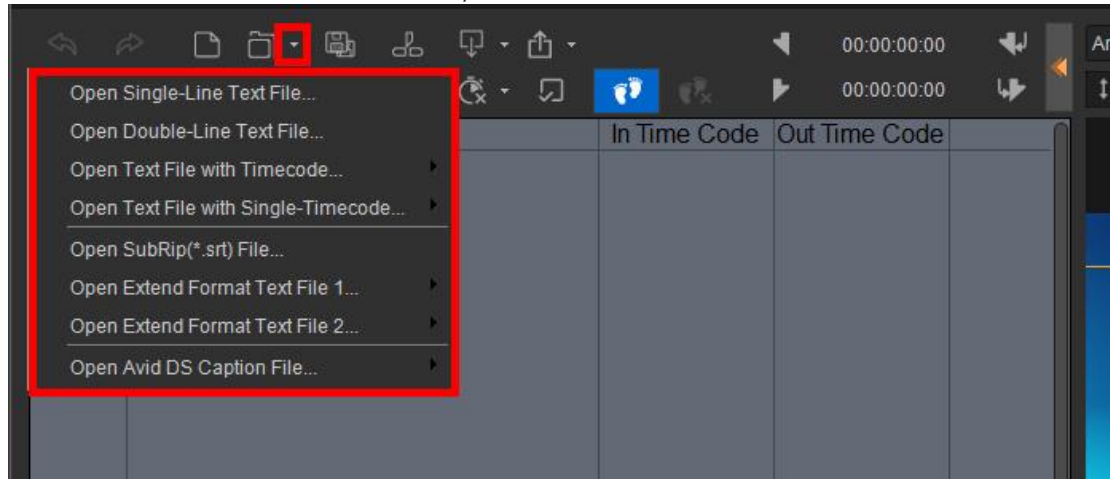 00:00:00:00
Ar
Open Single-Line Text File...
00:00:00:00
Open Double-Line Text File...
In Time Code Out Time Code
Open Text File with Timecode...
Open Text File with Single-Timecode...
Open SubRip(*.srt) File...
Open Extend Format Text File 1...
Open Extend Format Text File 2...
Open Avid DS Caption File...